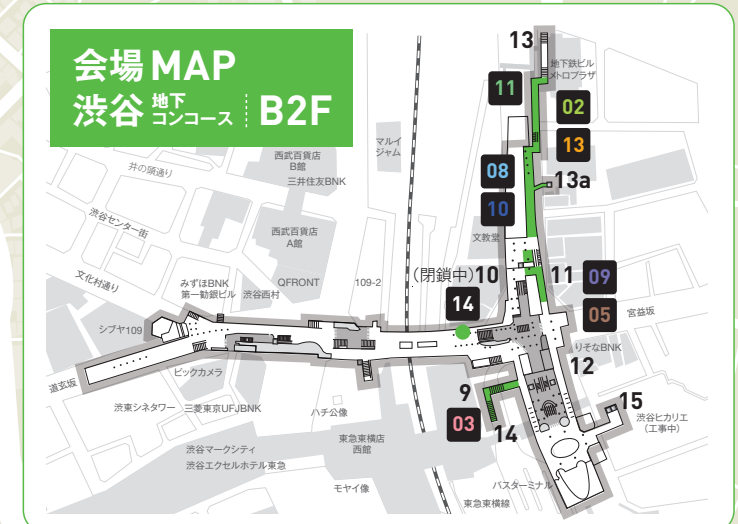 会場 MAP
渋谷 地下コンコース B2F
13
地下鉄ビル
メトロプラザ
11
02
13
マルイ
ジャム
西武百貨店
B館
三井住友BNK
井の頭通り
08
10
13a
渋谷センター街
西武百貨店
A館
文教堂
文化村通り
(閉鎖中) 10
11
09
みずほBNK
第一勧銀ビル
渋谷西村
QFRONT
109-2
14
05
宮益坂
シブヤ109
りそなBNK
12
道玄坂
ビックカメラ
9
15
渋東シネタワー
三菱東京UFJBNK
ハチ公像
03
14
渋谷ヒカリエ
(工事中)
東急東横店
西館
渋谷マークシティ
渋谷エクセルホテル東急
モヤイ像
バスターミナル
東急東横線